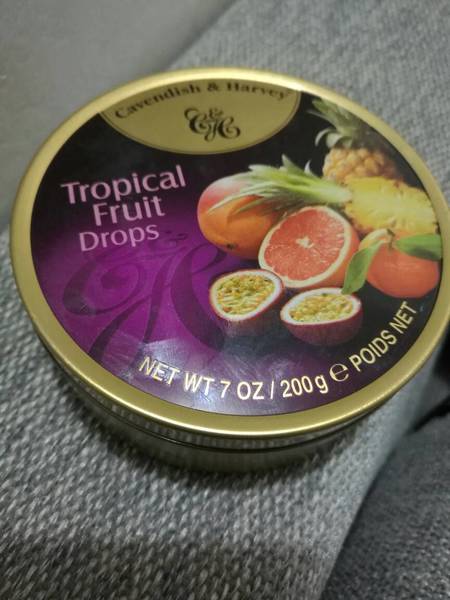 Cavendish & Harvey
C&H
Tropical
Fruit
Drops
NET WT 7 OZ / 200g ℮ POIDS NET